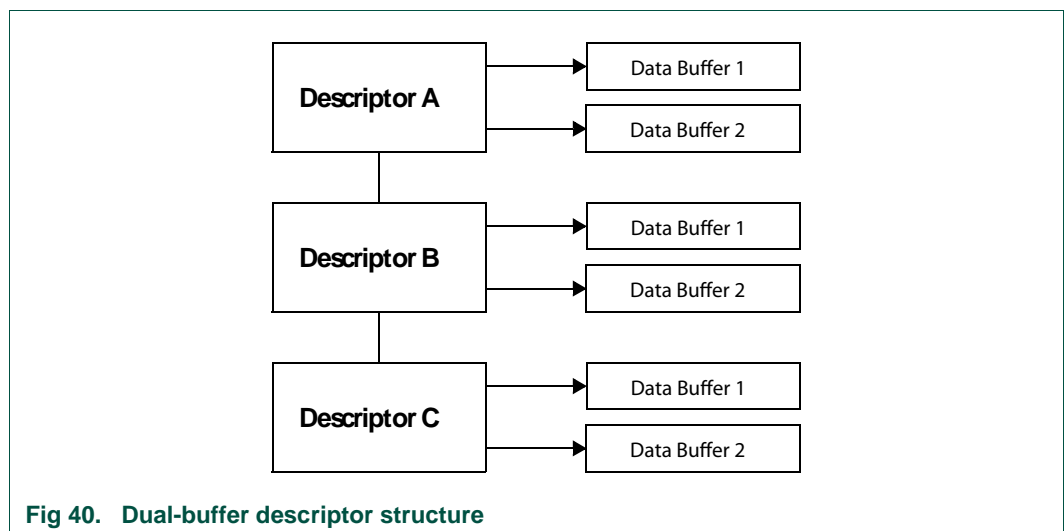 Descriptor A
Data Buffer 1
Data Buffer 2
Descriptor B
Data Buffer 1
Data Buffer 2
Descriptor C
Data Buffer 1
Data Buffer 2
Fig 40. Dual-buffer descriptor structure